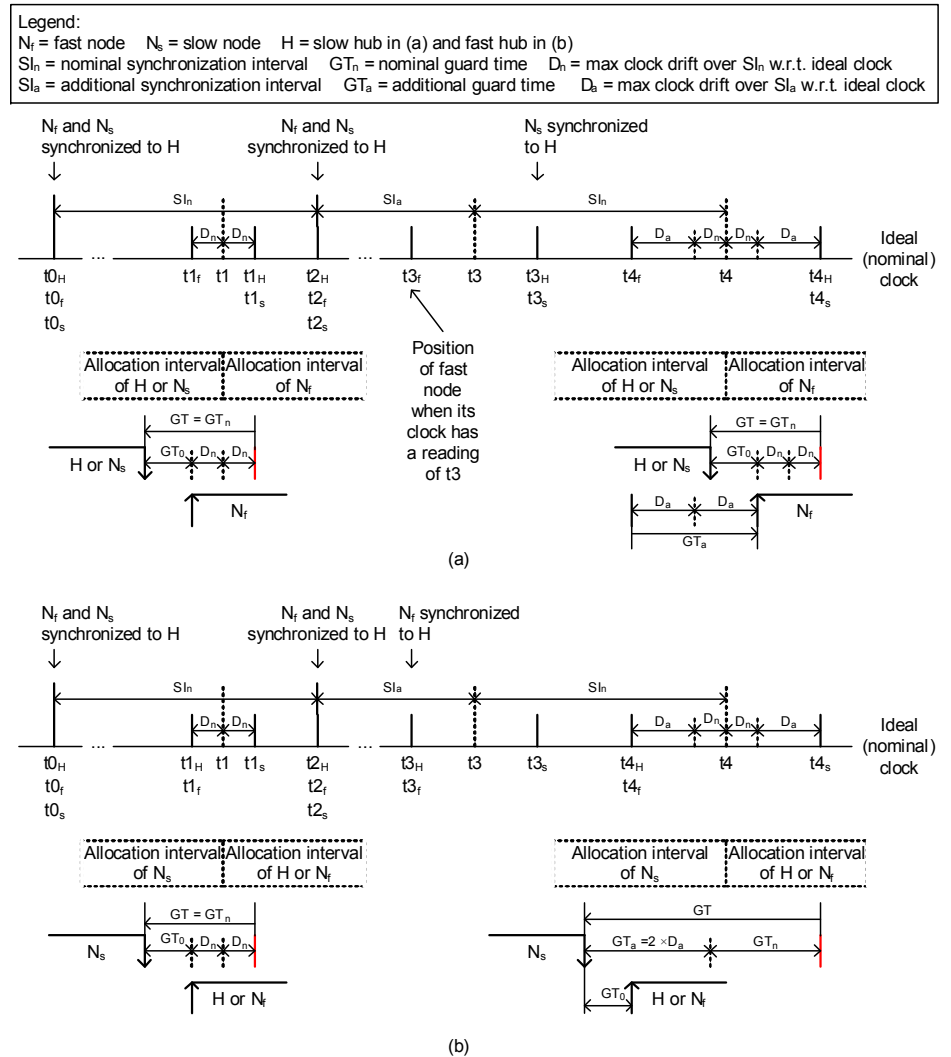 Legend:
Nf = fast node Ns = slow node H = slow hub in (a) and fast hub in (b)
SIn = nominal synchronization interval GTn = nominal guard time Dn = max clock drift over SIn w.r.t. ideal clock
SIa = additional synchronization interval GTa = additional guard time Da = max clock drift over SIa w.r.t. ideal clock
Nf and Ns
synchronized to H
Nf and Ns
synchronized to H
Ns synchronized
to H
SIn SIa SIn
Dn Dn Da Dn Dn Da
Ideal
(nominal)
clock
t0H ... t1f t1 t1H t2H ... t3f t3 t3H t4f t4 t4H
t0f t1s t2f t3s t4s
t0s t2s
Position
of fast
node
when its
clock has
a reading
of t3
Allocation interval
of H or Ns
Allocation interval
of Nf
GT = GTn
GT0 Dn Dn
H or Ns
Nf
Allocation interval
of H or Ns
Allocation interval
of Nf
GT = GTn
GT0 Dn Dn
H or Ns
Da Da
Nf
GTa
(a)
Nf and Ns
synchronized to H
Nf and Ns
synchronized to H
Nf synchronized
to H
SIn SIa SIn
Dn Dn Da Dn Dn Da
Ideal
(nominal)
clock
t0H ... t1H t1 t1s t2H ... t3H t3 t3s t4H t4 t4s
t0f t1f t2f t3f t4f
t0s t2s
Allocation interval
of Ns
Allocation interval
of H or Nf
GT = GTn
GT0 Dn Dn
Ns
H or Nf
Allocation interval
of Ns
Allocation interval
of H or Nf
GT
GTa =2 ×Da GTn
Ns
GT0
H or Nf
(b)